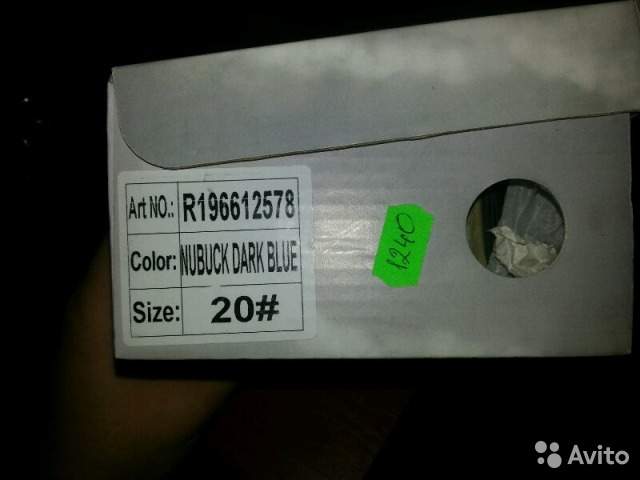 Art NO.: R196612578
Color: NUBUCK DARK BLUE
Size: 20#
1240
Avito